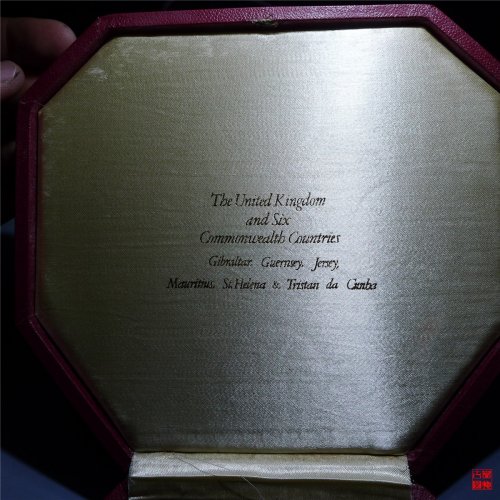 The United Kingdom
and Six
Commonwealth Countries
Gibraltar, Guernsey, Jersey,
Mauritius, St. Helena & Tristan da Cunha